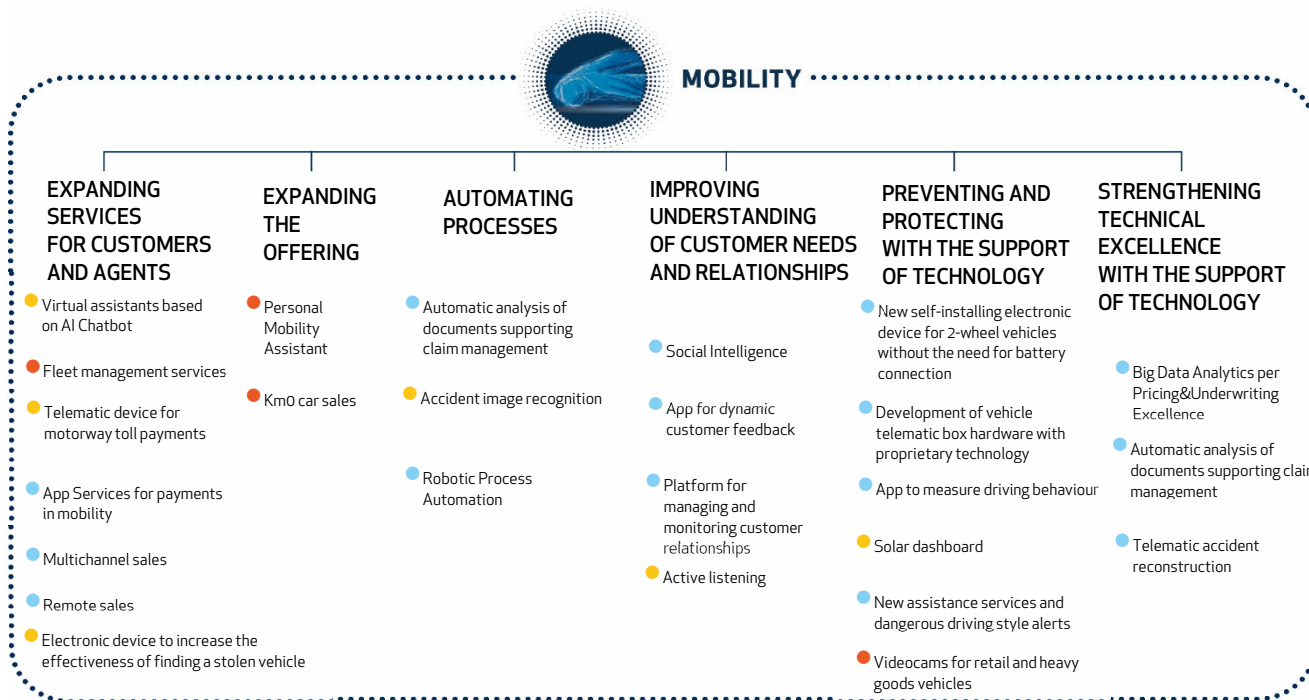 MOBILITY
EXPANDING
SERVICES
FOR CUSTOMERS
AND AGENTS
Virtual assistants based
on AI Chatbot
Fleet management services
Telematic device for
motorway toll payments
App Services for payments
in mobility
Multichannel sales
Remote sales
Electronic device to increase the
effectiveness of finding a stolen vehicle
EXPANDING
THE
OFFERING
Personal
Mobility
Assistant
Km0 car sales
AUTOMATING
PROCESSES
Automatic analysis of
documents supporting
claim management
Accident image recognition
Robotic Process
Automation
IMPROVING
UNDERSTANDING
OF CUSTOMER NEEDS
AND RELATIONSHIPS
Social Intelligence
App for dynamic
customer feedback
Platform for
managing and
monitoring customer
relationships
Active listening
PREVENTING AND
PROTECTING
WITH THE SUPPORT
OF TECHNOLOGY
New self-installing electronic
device for 2-wheel vehicles
without the need for battery
connection
Development of vehicle
telematic box hardware with
proprietary technology
App to measure driving behaviour
Solar dashboard
New assistance services and
dangerous driving style alerts
Videocams for retail and heavy
goods vehicles
STRENGTHENING
TECHNICAL
EXCELLENCE
WITH THE SUPPORT
OF TECHNOLOGY
Big Data Analytics per
Pricing&Underwriting
Excellence
Automatic analysis of
documents supporting claim
management
Telematic accident
reconstruction